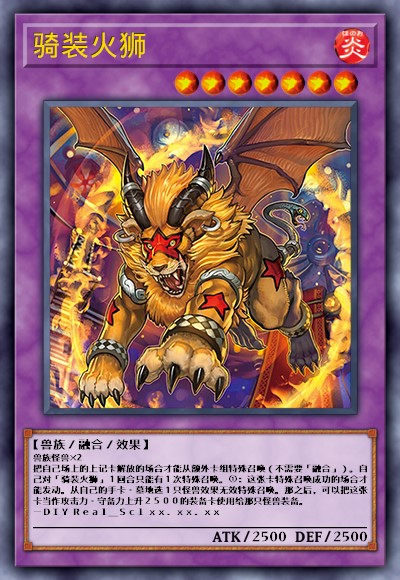 骑装火狮
ほのお
炎
【兽族/融合/效果】
兽族怪兽×2
把自己场上的上记卡解放的场合才能从额外卡组特殊召唤(不需要「融合」)。自
己对「骑装火狮」1回合只能有1次特殊召唤。①:这张卡特殊召唤成功的场合才
能发动。从自己的手卡·墓地选1只怪兽效果无效特殊召唤。那之后,可以把这张
卡当作攻击力·守备力上升2500的装备卡使用给那只怪兽装备。
—DIYReal__Scl xx. xx. xx
ATK/2500 DEF/2500